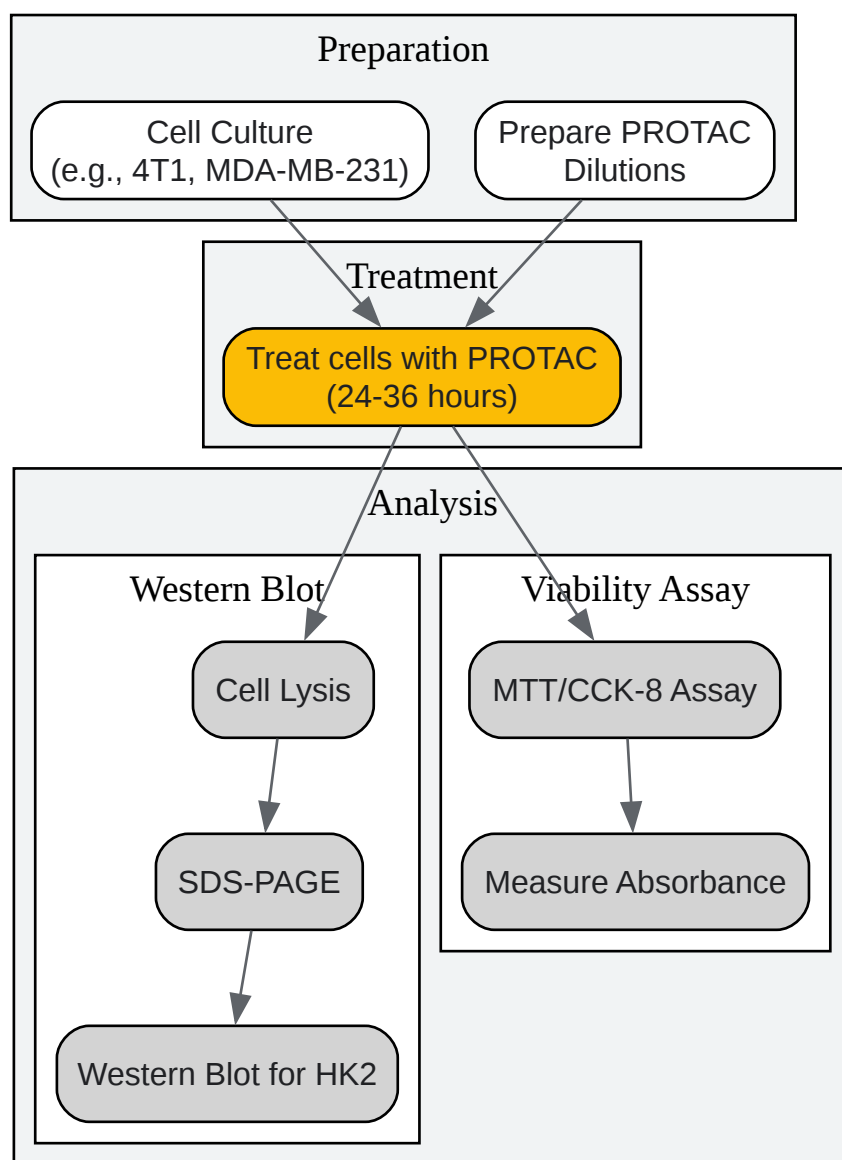 Preparation
Cell Culture
(e.g., 4T1, MDA-MB-231)
Prepare PROTAC
Dilutions
Treatment
Treat cells with PROTAC
(24-36 hours)
Analysis
Western Blot
Cell Lysis
SDS-PAGE
Western Blot for HK2
Viability Assay
MTT/CCK-8 Assay
Measure Absorbance